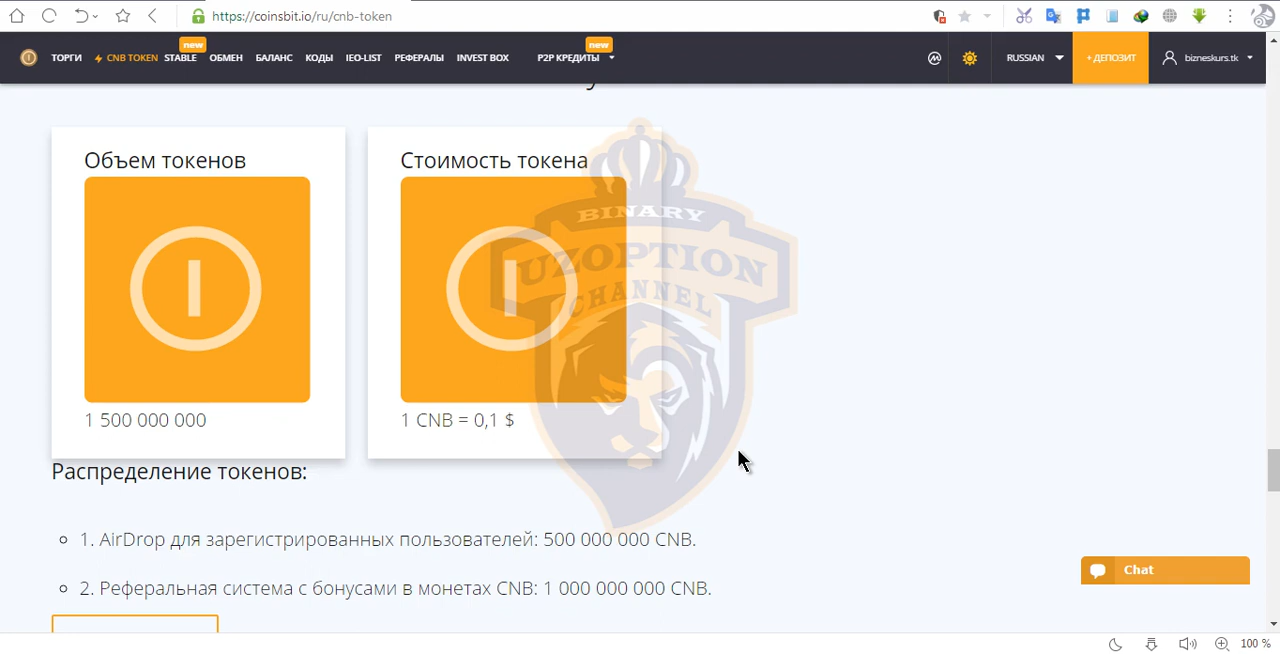 https://coinsbit.io/ru/cnb-token
new
new
ТОРГИ
CNB TOKEN
STABLE
ОБМЕН
БАЛАНС
КОДЫ
IEO-LIST
РЕФЕРАЛЫ
INVEST BOX
P2P КРЕДИТЫ
RUSSIAN
+ ДЕПОЗИТ
bizneskurs.tk
Объем токенов
Стоимость токена
BINARY
UZOPTION
CHANNEL
1 500 000 000
1 CNB = 0,1 $
Распределение токенов:
1. AirDrop для зарегистрированных пользователей: 500 000 000 CNB.
2. Реферальная система с бонусами в монетах CNB: 1 000 000 000 CNB.
Chat
100 %